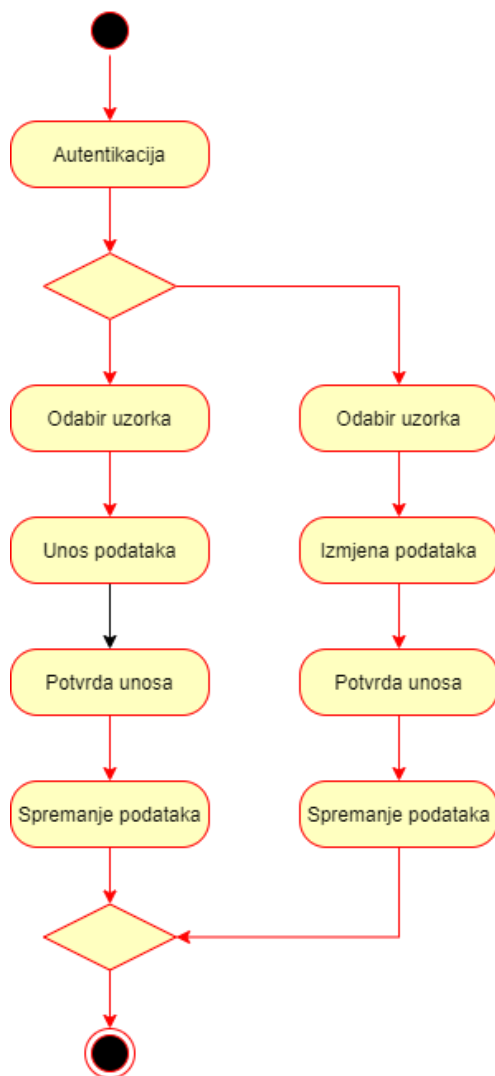 Autentikacija
Odabir uzorka
Odabir uzorka
Unos podataka
Izmjena podataka
Potvrda unosa
Potvrda unosa
Spremanje podataka
Spremanje podataka